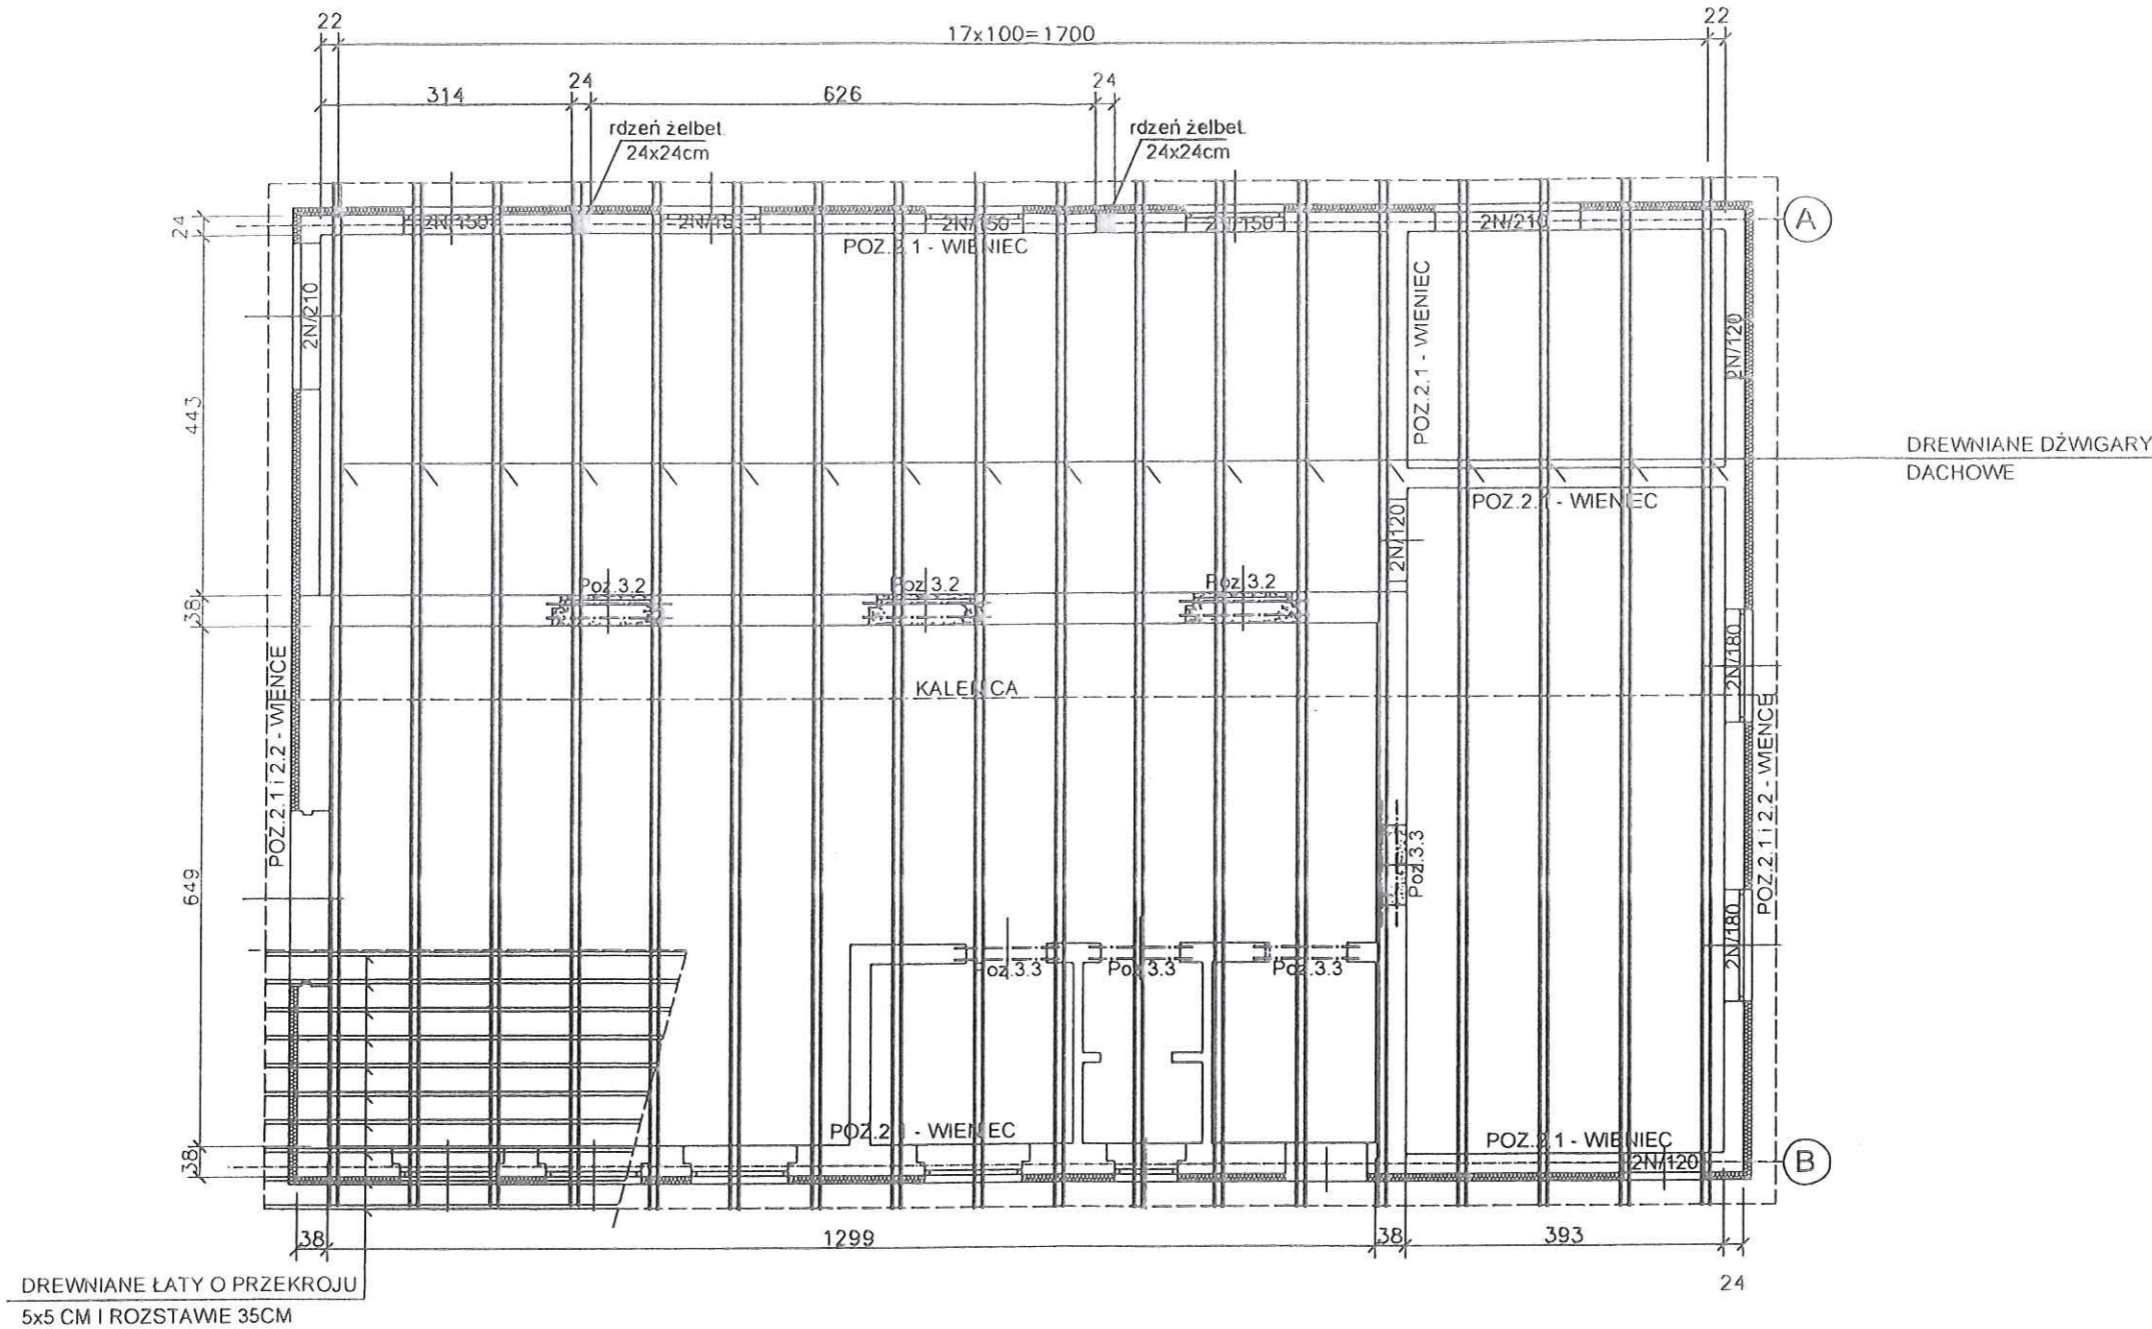 22
17x100=1700
22
314
24
626
24
rdzeń żelbet.
24x24cm
rdzeń żelbet.
24x24cm
24
2N/150
2N/150
2N/150
2N/210
A
POZ.2.1 - WIENIEC
2N/210
POZ.2.1 - WIENIEC
2N/120
443
DREWNIANE DŹWIGARY
DACHOWE
POZ.2.1 - WIENIEC
2N/120
Poz.3.2
Poz.3.2
Poz.3.2
38
POZ.2.1 i 2.2 - WIENCE
KALENICA
2N/180
POZ.2.1 i 2.2 - WIENCE
Poz.3.3
649
2N/180
Poz.3.3
Poz.3.3
Poz.3.3
POZ.2.1 - WIENIEC
POZ.2.1 - WIENIEC
38
2N/120
B
38
1299
38
393
24
DREWNIANE ŁATY O PRZEKROJU
5x5 CM I ROZSTAWIE 35CM